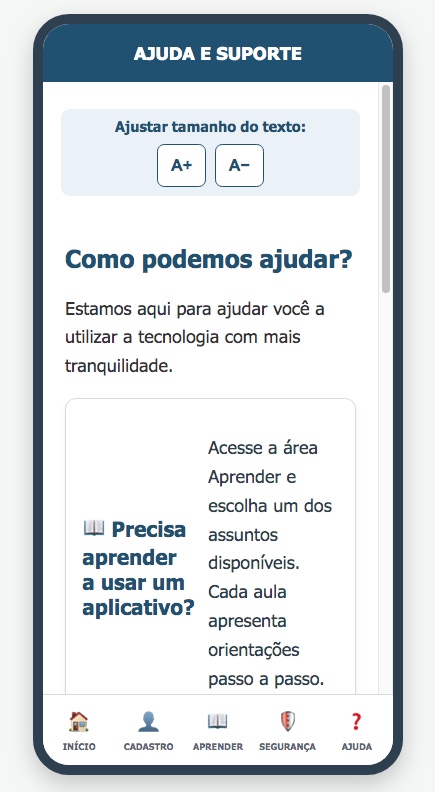 AJUDA E SUPORTE
Ajustar tamanho do texto:
A+ A−
Como podemos ajudar?
Estamos aqui para ajudar você a
utilizar a tecnologia com mais
tranquilidade.
📖 Precisa
aprender
a usar um
aplicativo?
Acesse a área
Aprender e
escolha um dos
assuntos
disponíveis.
Cada aula
apresenta
orientações
passo a passo.
INÍCIO CADASTRO APRENDER SEGURANÇA AJUDA